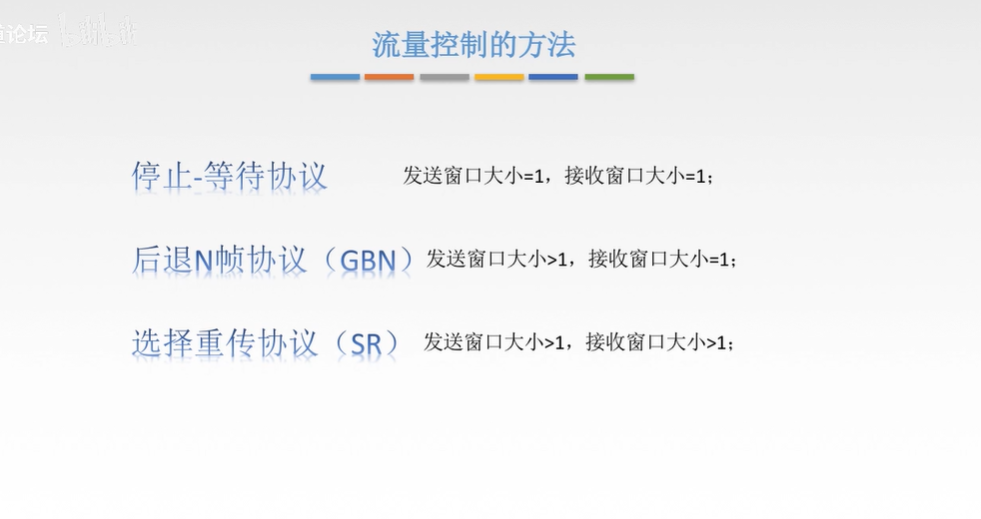 道论坛 bilibili
流量控制的方法
停止-等待协议 发送窗口大小=1，接收窗口大小=1；
后退N帧协议（GBN）发送窗口大小>1，接收窗口大小=1；
选择重传协议（SR） 发送窗口大小>1，接收窗口大小>1；